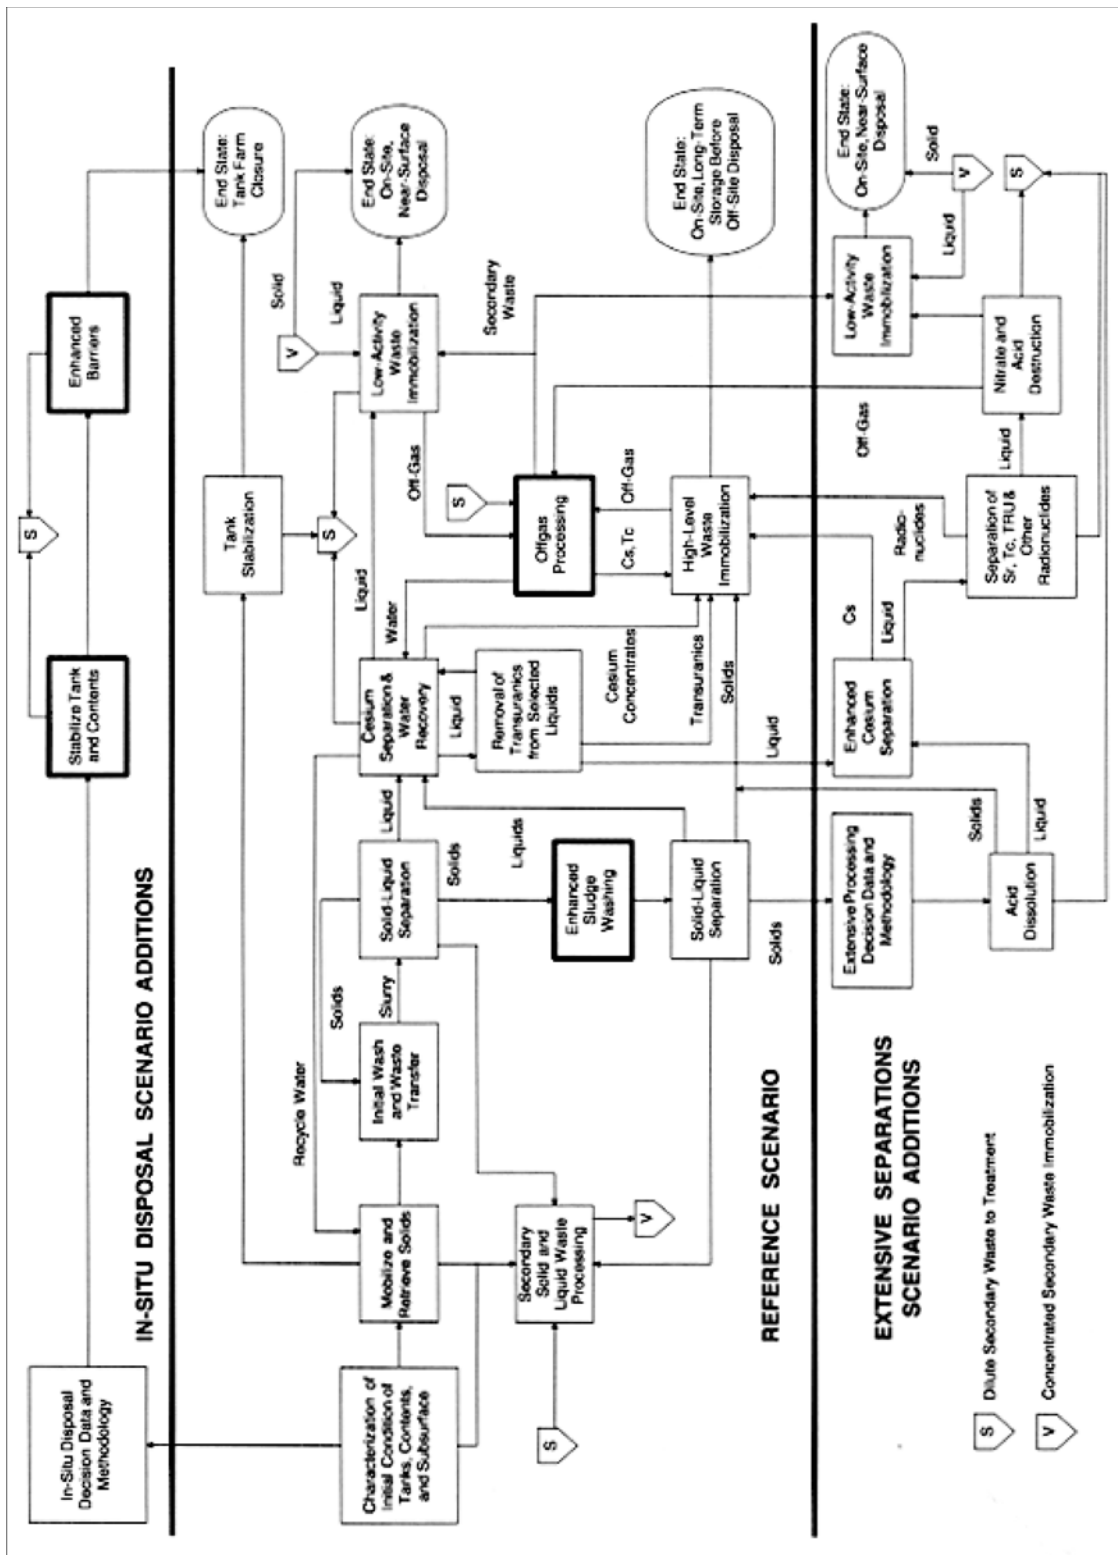 IN-SITU DISPOSAL SCENARIO ADDITIONS
In-Situ Disposal
Decision Data and
Methodology
Stabilize Tank
and Contents
S
Enhanced
Barriers
End State:
Tank Farm
Closure
Tank
Stabilization
Characterization of
Initial Condition of
Tanks, Contents,
and Subsurface
Mobilize and
Retrieve Solids
Recycle Water
Initial Wash
and Waste
Transfer
Solids
Slurry
Solid-Liquid
Separation
Liquid
Solids
Cesium
Separation &
Water
Recovery
Liquid
Water
S
Liquid
Removal of
Transuranics
from Selected
Liquids
Low-Activity
Waste
Immobilization
V
Solid
Liquid
End State:
On-Site,
Near-Surface
Disposal
Off-Gas
Secondary
Waste
S
Offgas
Processing
Cs, Tc
Off-Gas
Secondary
Solid and
Liquid Waste
Processing
S
V
Liquids
Enhanced
Sludge
Washing
Solid-Liquid
Separation
Cesium
Concentrates
Transuranics
Solids
High-Level
Waste
Immobilization
End State:
On-Site, Long-Term
Storage Before
Off-Site Disposal
REFERENCE SCENARIO
Solids
Liquid
Cs
Radio-
nuclides
Off-Gas
EXTENSIVE SEPARATIONS
SCENARIO ADDITIONS
Extensive Processing
Decision Data and
Methodology
Enhanced
Cesium
Separation
Liquid
Solids
Liquid
Acid
Dissolution
Separation of
Sr, Tc, TRU &
Other
Radionuclides
Liquid
Nitrate and
Acid
Destruction
Low-Activity
Waste
Immobilization
Liquid
Solid
V
S
End State:
On-Site, Near-Surface
Disposal
S Dilute Secondary Waste to Treatment
V Concentrated Secondary Waste Immobilization